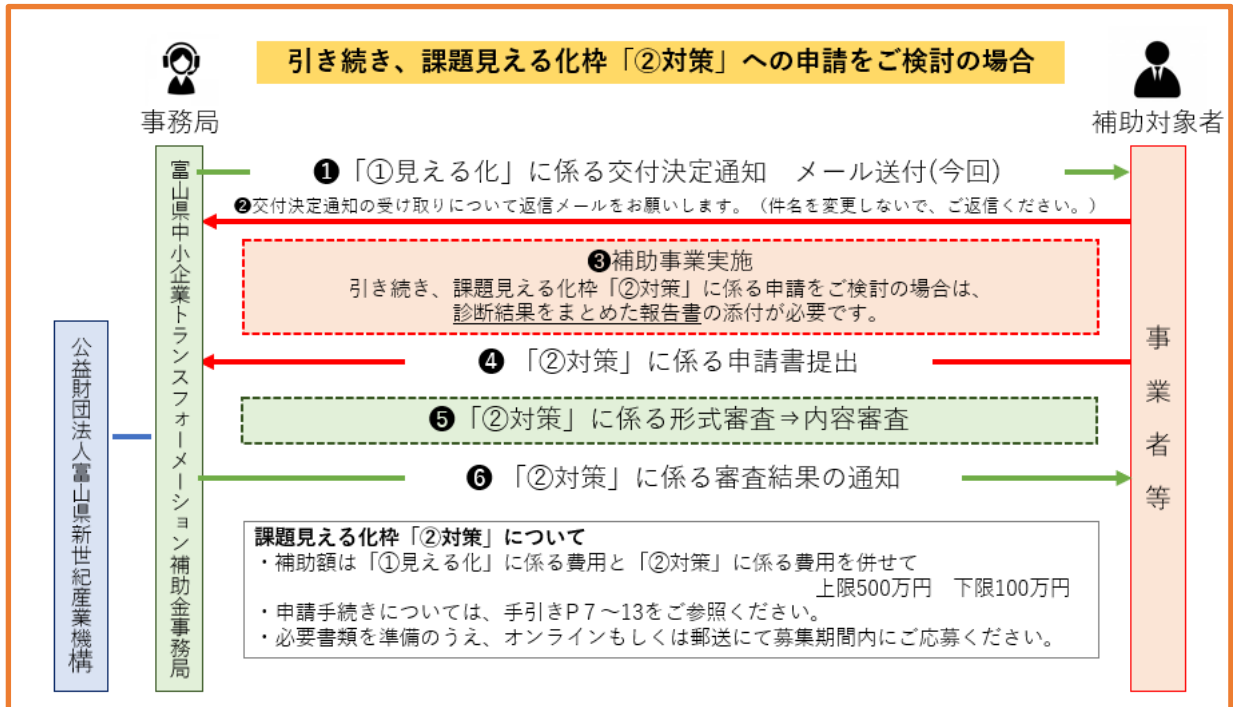 引き続き、課題見える化枠「②対策」への申請をご検討の場合
事務局
補助対象者
❶「①見える化」に係る交付決定通知　メール送付(今回)
❷交付決定通知の受け取りについて返信メールをお願いします。（件名を変更しないで、ご返信ください。）
❸補助事業実施
引き続き、課題見える化枠「②対策」に係る申請をご検討の場合は、
診断結果をまとめた報告書の添付が必要です。
❹ 「②対策」に係る申請書提出
❺「②対策」に係る形式審査⇒内容審査
❻ 「②対策」に係る審査結果の通知
課題見える化枠「②対策」について
・補助額は「①見える化」に係る費用と「②対策」に係る費用を併せて
上限500万円　下限100万円
・申請手続きについては、手引きP７～13をご参照ください。
・必要書類を準備のうえ、オンラインもしくは郵送にて募集期間内にご応募ください。
公益財団法人富山県新世紀産業機構
富山県中小企業トランスフォーメーション補助金事務局
事業者等